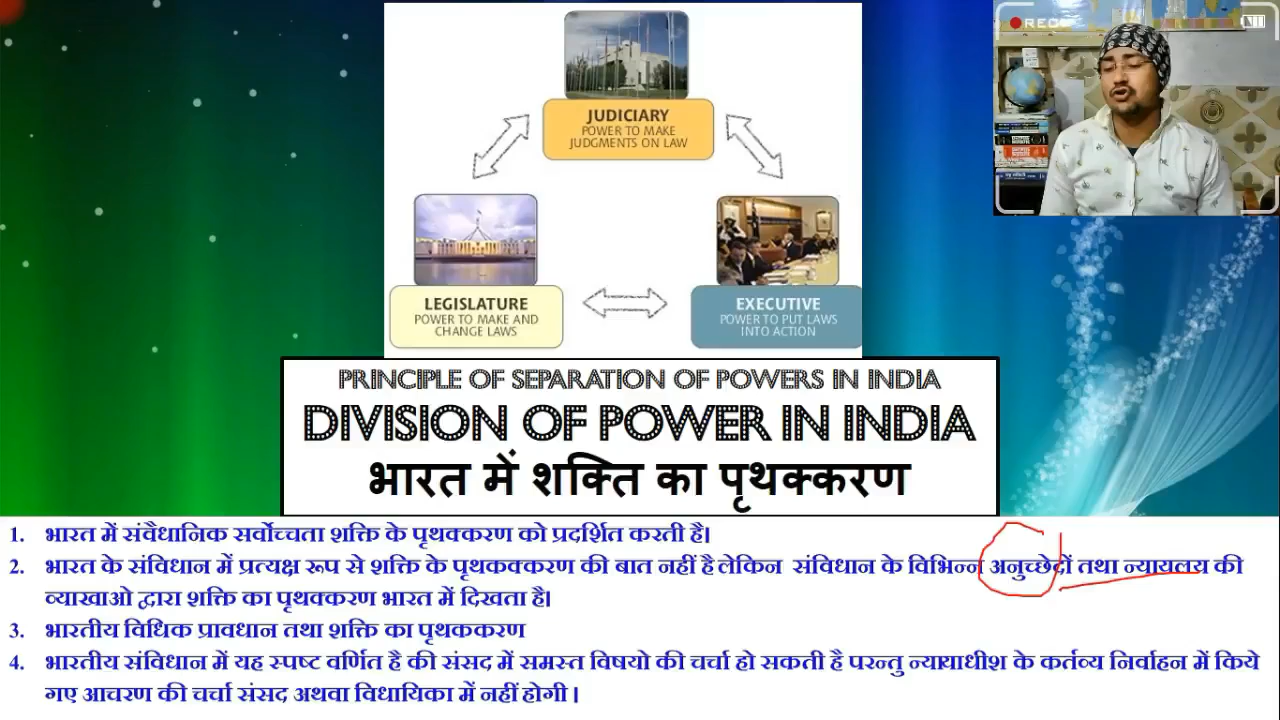 REC
JUDICIARY
POWER TO MAKE
JUDGMENTS ON LAW
LEGISLATURE
POWER TO MAKE AND
CHANGE LAWS
EXECUTIVE
POWER TO PUT LAWS
INTO ACTION
PRINCIPLE OF SEPARATION OF POWERS IN INDIA
DIVISION OF POWER IN INDIA
भारत में शक्ति का पृथक्करण
1. भारत में संवैधानिक सर्वोच्चता शक्ति के पृथक्करण को प्रदर्शित करती है।
2. भारत के संविधान में प्रत्यक्ष रूप से शक्ति के पृथकक्करण की बात नहीं है लेकिन संविधान के विभिन्न अनुच्छेदों तथा न्यायलय की
व्याखाओ द्वारा शक्ति का पृथक्करण भारत में दिखता है।
3. भारतीय विधिक प्रावधान तथा शक्ति का पृथककरण
4. भारतीय संविधान में यह स्पष्ट वर्णित है की संसद में समस्त विषयो की चर्चा हो सकती है परन्तु न्यायाधीश के कर्तव्य निर्वाहन में किये
गए आचरण की चर्चा संसद अथवा विधायिका में नहीं होगी ।